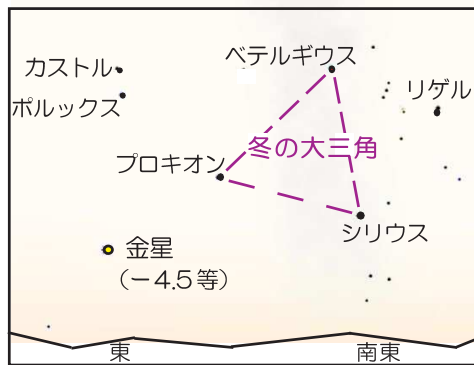 ベテルギウス
カストル
ポルックス
リゲル
冬の大三角
プロキオン
シリウス
金星
(－4.5等)
東
南東